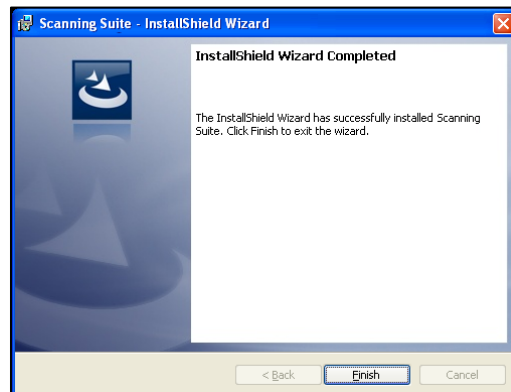 Scanning Suite - InstallShield Wizard
InstallShield Wizard Completed
The InstallShield Wizard has successfully installed Scanning
Suite. Click Finish to exit the wizard.
< Back
Finish
Cancel